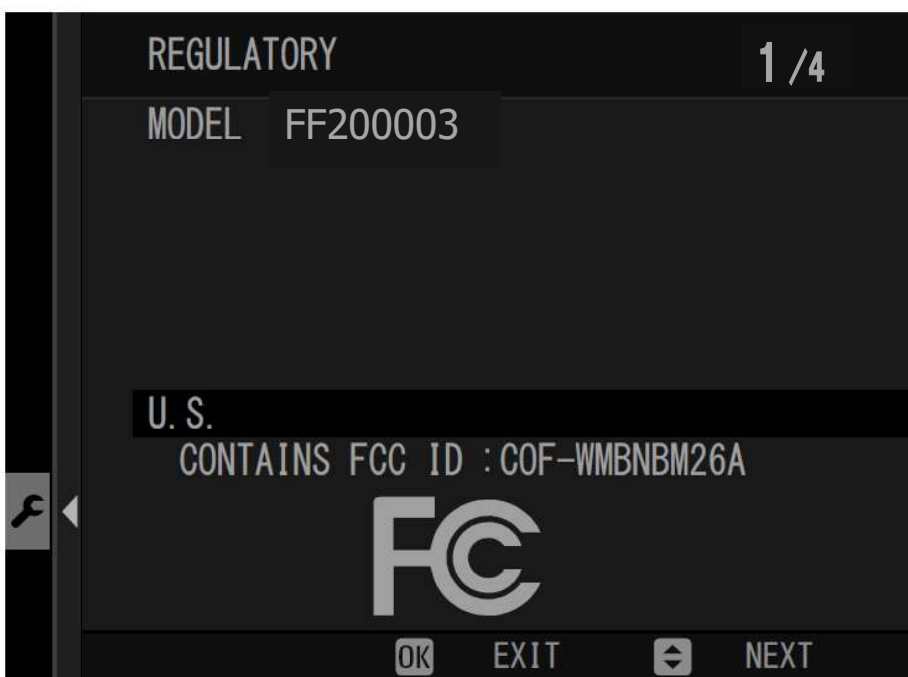 REGULATORY 1/4
MODEL FF200003
U.S.
CONTAINS FCC ID :COF-WMBNBM26A
FC
OK EXIT NEXT